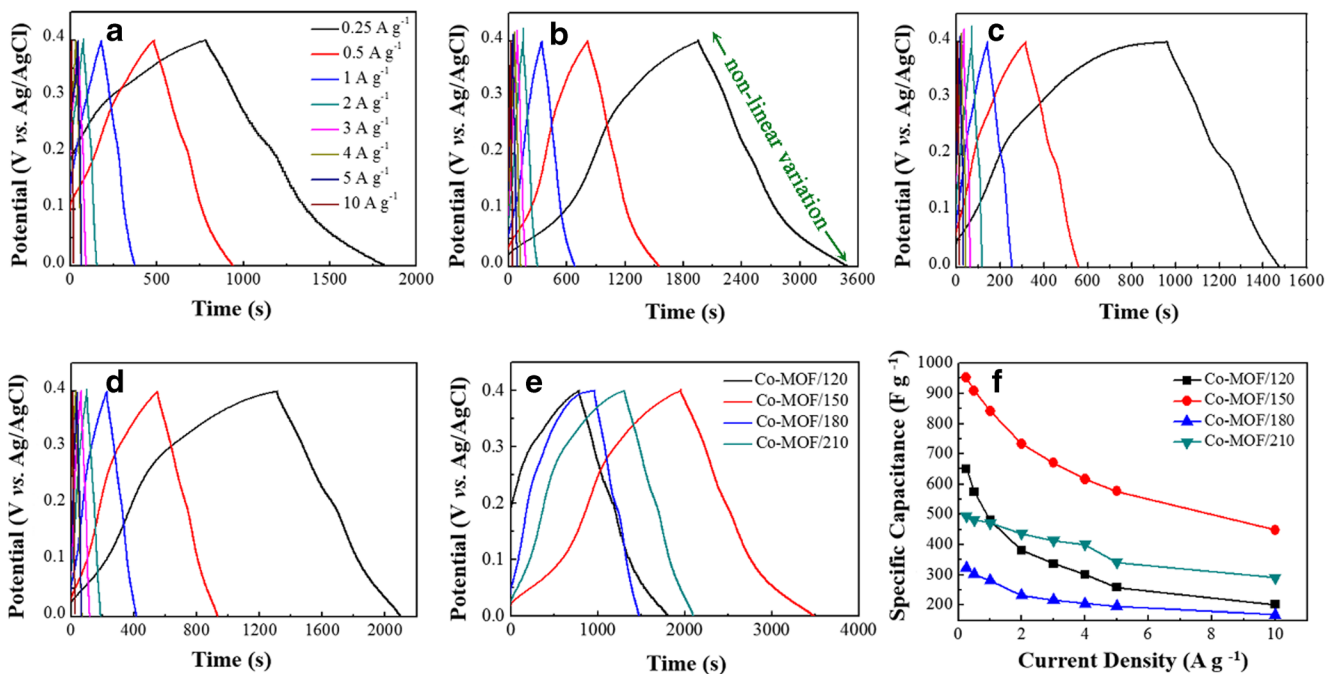 a
0.25 A g⁻¹
0.5 A g⁻¹
1 A g⁻¹
2 A g⁻¹
3 A g⁻¹
4 A g⁻¹
5 A g⁻¹
10 A g⁻¹
Potential (V vs. Ag/AgCl)
0.4
0.3
0.2
0.1
0.0
0 500 1000 1500 2000
Time (s)
b
non-linear variation
Potential (V vs. Ag/AgCl)
0.4
0.3
0.2
0.1
0.0
0 600 1200 1800 2400 3000 3600
Time (s)
c
Potential (V vs. Ag/AgCl)
0.4
0.3
0.2
0.1
0.0
0 200 400 600 800 1000 1200 1400 1600
Time (s)
d
Potential (V vs. Ag/AgCl)
0.4
0.3
0.2
0.1
0.0
0 400 800 1200 1600 2000
Time (s)
e
Co-MOF/120
Co-MOF/150
Co-MOF/180
Co-MOF/210
Potential (V vs. Ag/AgCl)
0.4
0.3
0.2
0.1
0.0
0 1000 2000 3000 4000
Time (s)
f
Co-MOF/120
Co-MOF/150
Co-MOF/180
Co-MOF/210
Specific Capacitance (F g⁻¹)
1000
900
800
700
600
500
400
300
200
0 2 4 6 8 10
Current Density (A g⁻¹)